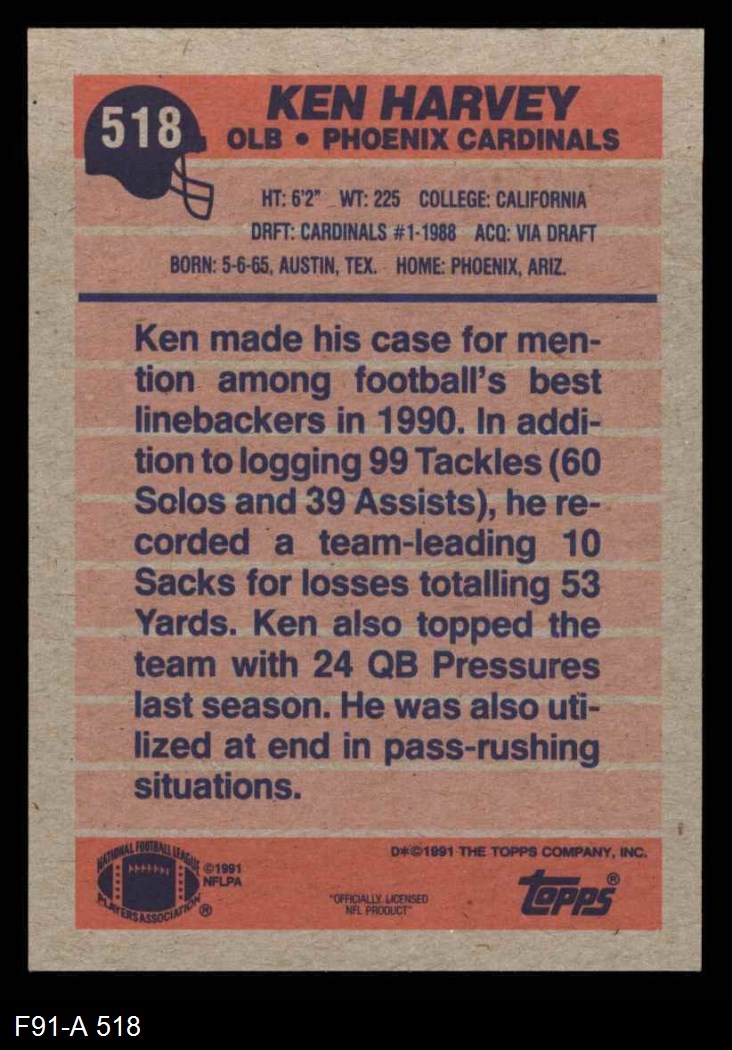 518
KEN HARVEY
OLB • PHOENIX CARDINALS
HT: 6'2" WT: 225 COLLEGE: CALIFORNIA
DRFT: CARDINALS #1-1988 ACQ: VIA DRAFT
BORN: 5-6-65, AUSTIN, TEX. HOME: PHOENIX, ARIZ.
Ken made his case for men-
tion among football's best
linebackers in 1990. In addi-
tion to logging 99 Tackles (60
Solos and 39 Assists), he re-
corded a team-leading 10
Sacks for losses totalling 53
Yards. Ken also topped the
team with 24 QB Pressures
last season. He was also uti-
lized at end in pass-rushing
situations.
NATIONAL FOOTBALL LEAGUE
PLAYERS ASSOCIATION ®
©1991
NFLPA
D*©1991 THE TOPPS COMPANY, INC.
"OFFICIALLY LICENSED
NFL PRODUCT"
topps®
F91-A 518